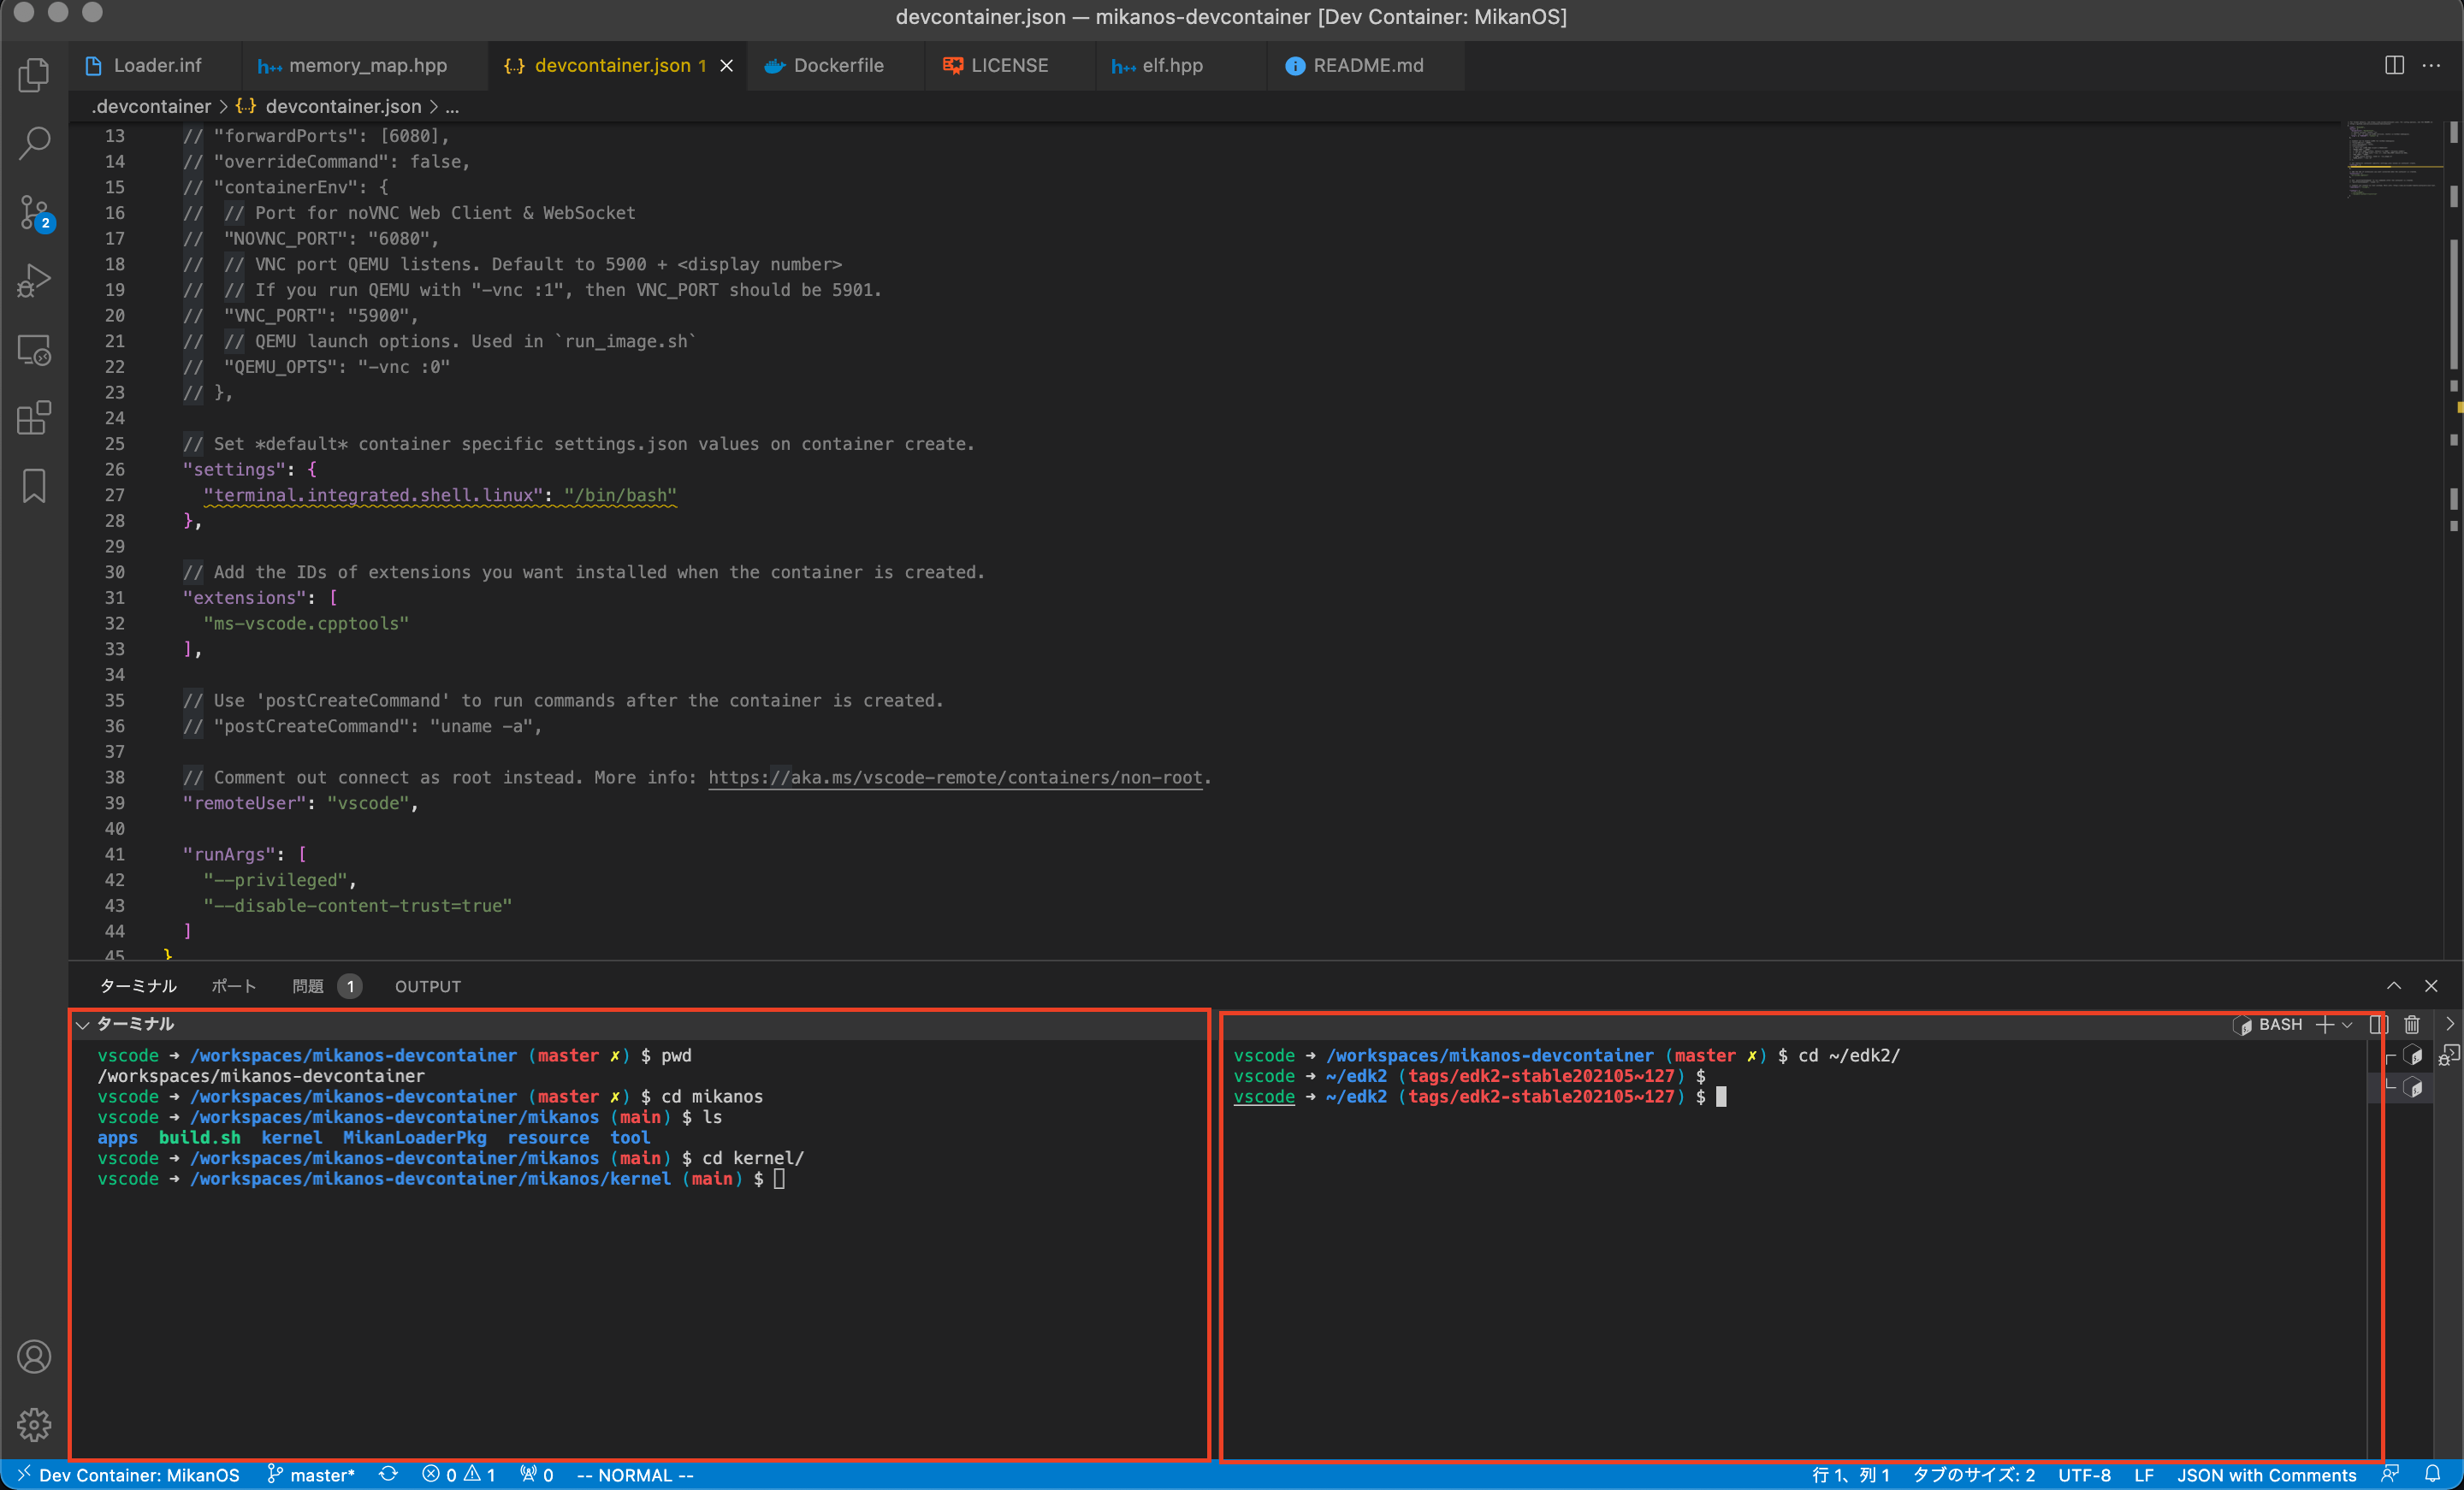 devcontainer.json — mikanos-devcontainer [Dev Container: MikanOS]
Loader.inf
memory_map.hpp
devcontainer.json 1
Dockerfile
LICENSE
elf.hpp
README.md
.devcontainer > {..} devcontainer.json > ...
13 // "forwardPorts": [6080],
14 // "overrideCommand": false,
15 // "containerEnv": {
16 // // Port for noVNC Web Client & WebSocket
17 // "NOVNC_PORT": "6080",
18 // // VNC port QEMU listens. Default to 5900 + <display number>
19 // // If you run QEMU with "-vnc :1", then VNC_PORT should be 5901.
20 // "VNC_PORT": "5900",
21 // // QEMU launch options. Used in `run_image.sh`
22 // "QEMU_OPTS": "-vnc :0"
23 // },
24
25 // Set *default* container specific settings.json values on container create.
26 "settings": {
27 "terminal.integrated.shell.linux": "/bin/bash"
28 },
29
30 // Add the IDs of extensions you want installed when the container is created.
31 "extensions": [
32 "ms-vscode.cpptools"
33 ],
34
35 // Use 'postCreateCommand' to run commands after the container is created.
36 // "postCreateCommand": "uname -a",
37
38 // Comment out connect as root instead. More info: https://aka.ms/vscode-remote/containers/non-root.
39 "remoteUser": "vscode",
40
41 "runArgs": [
42 "--privileged",
43 "--disable-content-trust=true"
44 ]
45 }
2
ターミナル ポート 問題 1 OUTPUT
ターミナル
vscode → /workspaces/mikanos-devcontainer (master ✗) $ pwd
/workspaces/mikanos-devcontainer
vscode → /workspaces/mikanos-devcontainer (master ✗) $ cd mikanos
vscode → /workspaces/mikanos-devcontainer/mikanos (main) $ ls
apps build.sh kernel MikanLoaderPkg resource tool
vscode → /workspaces/mikanos-devcontainer/mikanos (main) $ cd kernel/
vscode → /workspaces/mikanos-devcontainer/mikanos/kernel (main) $
BASH
vscode → /workspaces/mikanos-devcontainer (master ✗) $ cd ~/edk2/
vscode → ~/edk2 (tags/edk2-stable202105~127) $
vscode → ~/edk2 (tags/edk2-stable202105~127) $
Dev Container: MikanOS master* 0 1 0 -- NORMAL -- 行 1、列 1 タブのサイズ: 2 UTF-8 LF JSON with Comments